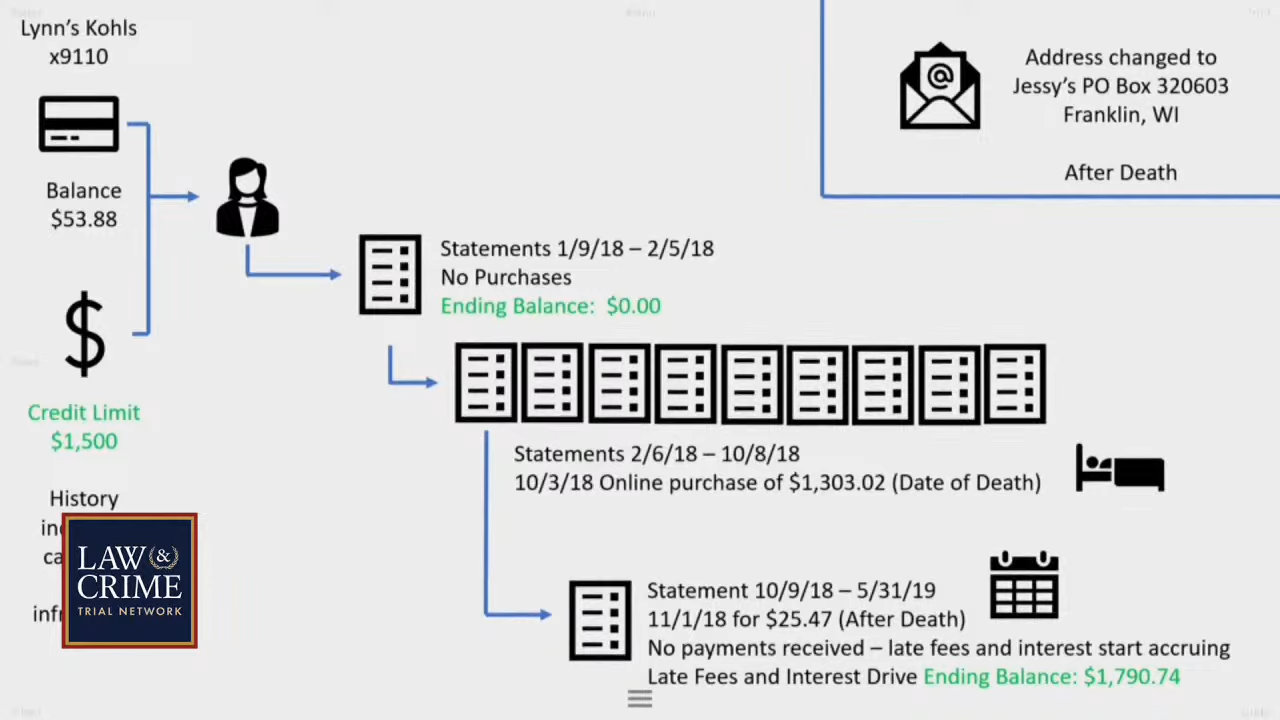 Lynn's Kohls
x9110
Balance
$53.88
Credit Limit
$1,500
History
LAW &
CRIME
TRIAL NETWORK
Address changed to
Jessy's PO Box 320603
Franklin, WI
After Death
Statements 1/9/18 – 2/5/18
No Purchases
Ending Balance: $0.00
Statements 2/6/18 – 10/8/18
10/3/18 Online purchase of $1,303.02 (Date of Death)
Statement 10/9/18 – 5/31/19
11/1/18 for $25.47 (After Death)
No payments received – late fees and interest start accruing
Late Fees and Interest Drive Ending Balance: $1,790.74